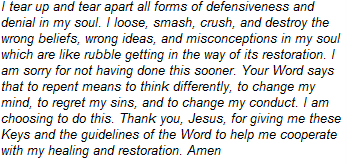 I tear up and tear apart all forms of defensiveness and
denial in my soul. I loose, smash, crush, and destroy the
wrong beliefs, wrong ideas, and misconceptions in my soul
which are like rubble getting in the way of its restoration. I
am sorry for not having done this sooner. Your Word says
that to repent means to think differently, to change my
mind, to regret my sins, and to change my conduct. I am
choosing to do this. Thank you, Jesus, for giving me these
Keys and the guidelines of the Word to help me cooperate
with my healing and restoration. Amen